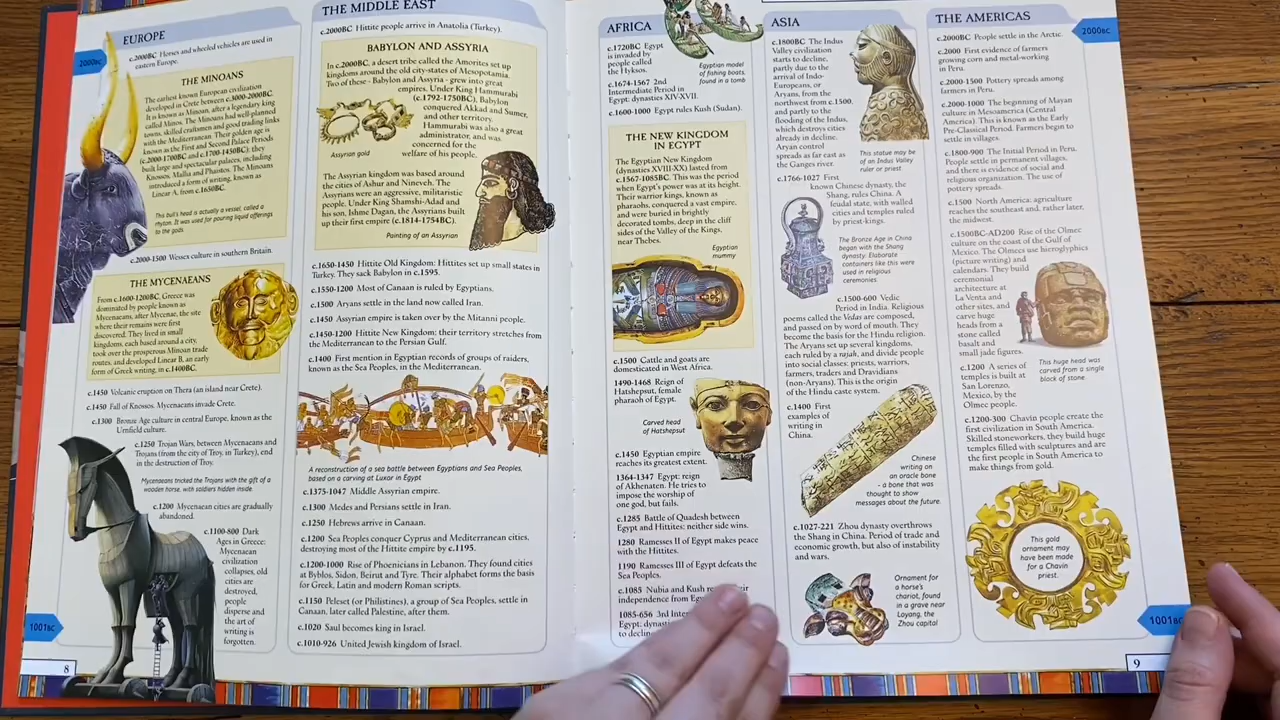 EUROPE
2000BC
c.2000BC Horses and wheeled vehicles are used in
eastern Europe.
THE MINOANS
The earliest known European civilization
developed in Crete between c.3000-2000BC.
It is known as Minoan, after a legendary king
called Minos. The Minoans had well-planned
towns, skilled craftsmen and good trading links
with the Mediterranean. Their golden age is
known as the First and Second Palace Periods
(c.2000-1700BC and c.1700-1450BC); they
built large and spectacular palaces, including
Knossos, Mallia and Phaistos. The Minoans
introduced a form of writing, known as
Linear A, from c.1650BC.
This bull's head is actually a vessel, called a
rhyton. It was used for pouring liquid offerings
to the gods.
c.2000-1500 Wessex culture in southern Britain.
THE MYCENAEANS
From c.1600-1200BC, Greece was
dominated by people known as
Mycenaeans, after Mycenae, the site
where their remains were first
discovered. They lived in small
kingdoms, each based around a city,
took over the prosperous Minoan trade
routes, and developed Linear B, an early
form of Greek writing, in c.1400BC.
c.1450 Volcanic eruption on Thera (an island near Crete).
c.1450 Fall of Knossos. Mycenaeans invade Crete.
c.1300 Bronze Age culture in central Europe, known as the
Urnfield culture.
c.1250 Trojan Wars, between Mycenaeans and
Trojans (from the city of Troy, in Turkey), end
in the destruction of Troy.
Mycenaeans tricked the Trojans with the gift of a
wooden horse, with soldiers hidden inside.
c.1200 Mycenaean cities are gradually
abandoned.
c.1100-800 Dark
Ages in Greece:
Mycenaean
civilization
collapses, old
cities are
destroyed,
people
disperse and
the art of
writing is
forgotten.
1001BC
8
THE MIDDLE EAST
c.2000BC Hittite people arrive in Anatolia (Turkey).
BABYLON AND ASSYRIA
In c.2000BC, a desert tribe called the Amorites set up
kingdoms around the old city-states of Mesopotamia.
Two of these - Babylon and Assyria - grew into great
empires. Under King Hammurabi
(c.1792-1750BC), Babylon
conquered Akkad and Sumer,
and other territory.
Hammurabi was also a great
administrator, and was
concerned for the
welfare of his people.
Assyrian gold
The Assyrian kingdom was based around
the cities of Ashur and Nineveh. The
Assyrians were an aggressive, militaristic
people. Under King Shamshi-Adad and
his son, Ishme Dagan, the Assyrians built
up their first empire (c.1814-1754BC).
Painting of an Assyrian
c.1650-1450 Hittite Old Kingdom: Hittites set up small states in
Turkey. They sack Babylon in c.1595.
c.1550-1200 Most of Canaan is ruled by Egyptians.
c.1500 Aryans settle in the land now called Iran.
c.1450 Assyrian empire is taken over by the Mitanni people.
c.1450-1200 Hittite New Kingdom: their territory stretches from
the Mediterranean to the Persian Gulf.
c.1400 First mention in Egyptian records of groups of raiders,
known as the Sea Peoples, in the Mediterranean.
A reconstruction of a sea battle between Egyptians and Sea Peoples,
based on a carving at Luxor in Egypt
c.1375-1047 Middle Assyrian empire.
c.1300 Medes and Persians settle in Iran.
c.1250 Hebrews arrive in Canaan.
c.1200 Sea Peoples conquer Cyprus and Mediterranean cities,
destroying most of the Hittite empire by c.1195.
c.1200-1000 Rise of Phoenicians in Lebanon. They found cities
at Byblos, Sidon, Beirut and Tyre. Their alphabet forms the basis
for Greek, Latin and modern Roman scripts.
c.1150 Peleset (or Philistines), a group of Sea Peoples, settle in
Canaan, later called Palestine, after them.
c.1020 Saul becomes king in Israel.
c.1010-926 United Jewish kingdom of Israel.
AFRICA
c.1720BC Egypt
is invaded by
people called
the Hyksos.
Egyptian model
of fishing boats,
found in a tomb
c.1674-1567 2nd
Intermediate Period in
Egypt: dynasties XIV-XVII.
c.1600-1000 Egypt rules Kush (Sudan).
THE NEW KINGDOM
IN EGYPT
The Egyptian New Kingdom
(dynasties XVIII-XX) lasted from
c.1567-1085BC. This was the period
when Egypt's power was at its height.
Their warrior kings, known as
pharaohs, conquered a vast empire,
and were buried in brightly
decorated tombs, deep in the cliff
sides of the Valley of the Kings,
near Thebes.
Egyptian
mummy
c.1500 Cattle and goats are
domesticated in West Africa.
1490-1468 Reign of
Hatshepsut, female
pharaoh of Egypt.
Carved head
of Hatshepsut
c.1450 Egyptian empire
reaches its greatest extent.
1364-1347 Egypt: reign
of Akhenaten. He tries to
impose the worship of
one god, but fails.
c.1285 Battle of Quadesh between
Egypt and Hittites: neither side wins.
1280 Ramesses II of Egypt makes peace
with the Hittites.
1190 Ramesses III of Egypt defeats the
Sea Peoples.
c.1085 Nubia and Kush
independence from
1085-656 3rd
Egypt:
to
ASIA
c.1800BC The Indus
Valley civilization
starts to decline,
partly due to the
arrival of Indo-
Europeans, or
Aryans, from the
northwest from c.1500,
and partly to the
flooding of the Indus,
which destroys cities
already in decline.
Aryan control
spreads as far east as
the Ganges river.
This statue may be
of an Indus Valley
ruler or priest.
c.1766-1027 First
known Chinese dynasty, the
Shang, rules China. A
feudal state, with walled
cities and temples ruled
by priest-kings.
The Bronze Age in China
began with the Shang
dynasty. Elaborate
containers like this were
used in religious
ceremonies
c.1500-600 Vedic
Period in India. Religious
poems called the Vedas are composed,
and passed on by word of mouth. They
become the basis for the Hindu religion.
The Aryans set up several kingdoms,
each ruled by a rajah, and divide people
into social classes: priests, warriors,
farmers, traders and Dravidians
(non-Aryans). This is the origin
of the Hindu caste system.
c.1400 First
examples of
writing in
China.
Chinese
writing on
an oracle bone
- a bone that was
thought to show
messages about the future.
c.1027-221 Zhou dynasty overthrows
the Shang in China. Period of trade and
economic growth, but also of instability
and wars.
Ornament for
a horse's
chariot,
found in a grave near
Loyang, the
Zhou capital
THE AMERICAS
2000BC
c.2000BC People settle in the Arctic.
c.2000 First evidence of farmers
growing corn and metal-working
in Peru.
c.2000-1500 Pottery spreads among
farmers in Peru.
c.2000-1000 The beginning of Mayan
culture in Mesoamerica (Central
America). This is known as the Early
Pre-Classical Period. Farmers begin to
settle in villages.
c.1800-900 The Initial Period in Peru.
People settle in permanent villages,
and there is evidence of social and
religious organization. The use of
pottery spreads.
c.1500 North America: agriculture
reaches the southeast and, rather later,
the midwest.
c.1500BC-AD200 Rise of the Olmec
culture on the coast of the Gulf of
Mexico. The Olmecs use hieroglyphics
(picture writing) and
calendars. They build
ceremonial
architecture at
La Venta and
other sites, and
carve huge
heads from a
stone called
basalt and
small jade figures.
This huge head was
carved from a single
block of stone
c.1200 A series of
temples is built at
San Lorenzo,
Mexico, by the
Olmec people.
c.1200-300 Chavin people create the
first civilization in South America.
Skilled stoneworkers, they build huge
temples filled with sculptures and are
the first people in South America to
make things from gold.
This gold
ornament may
have been made
for a Chavin
priest.
1001BC
9